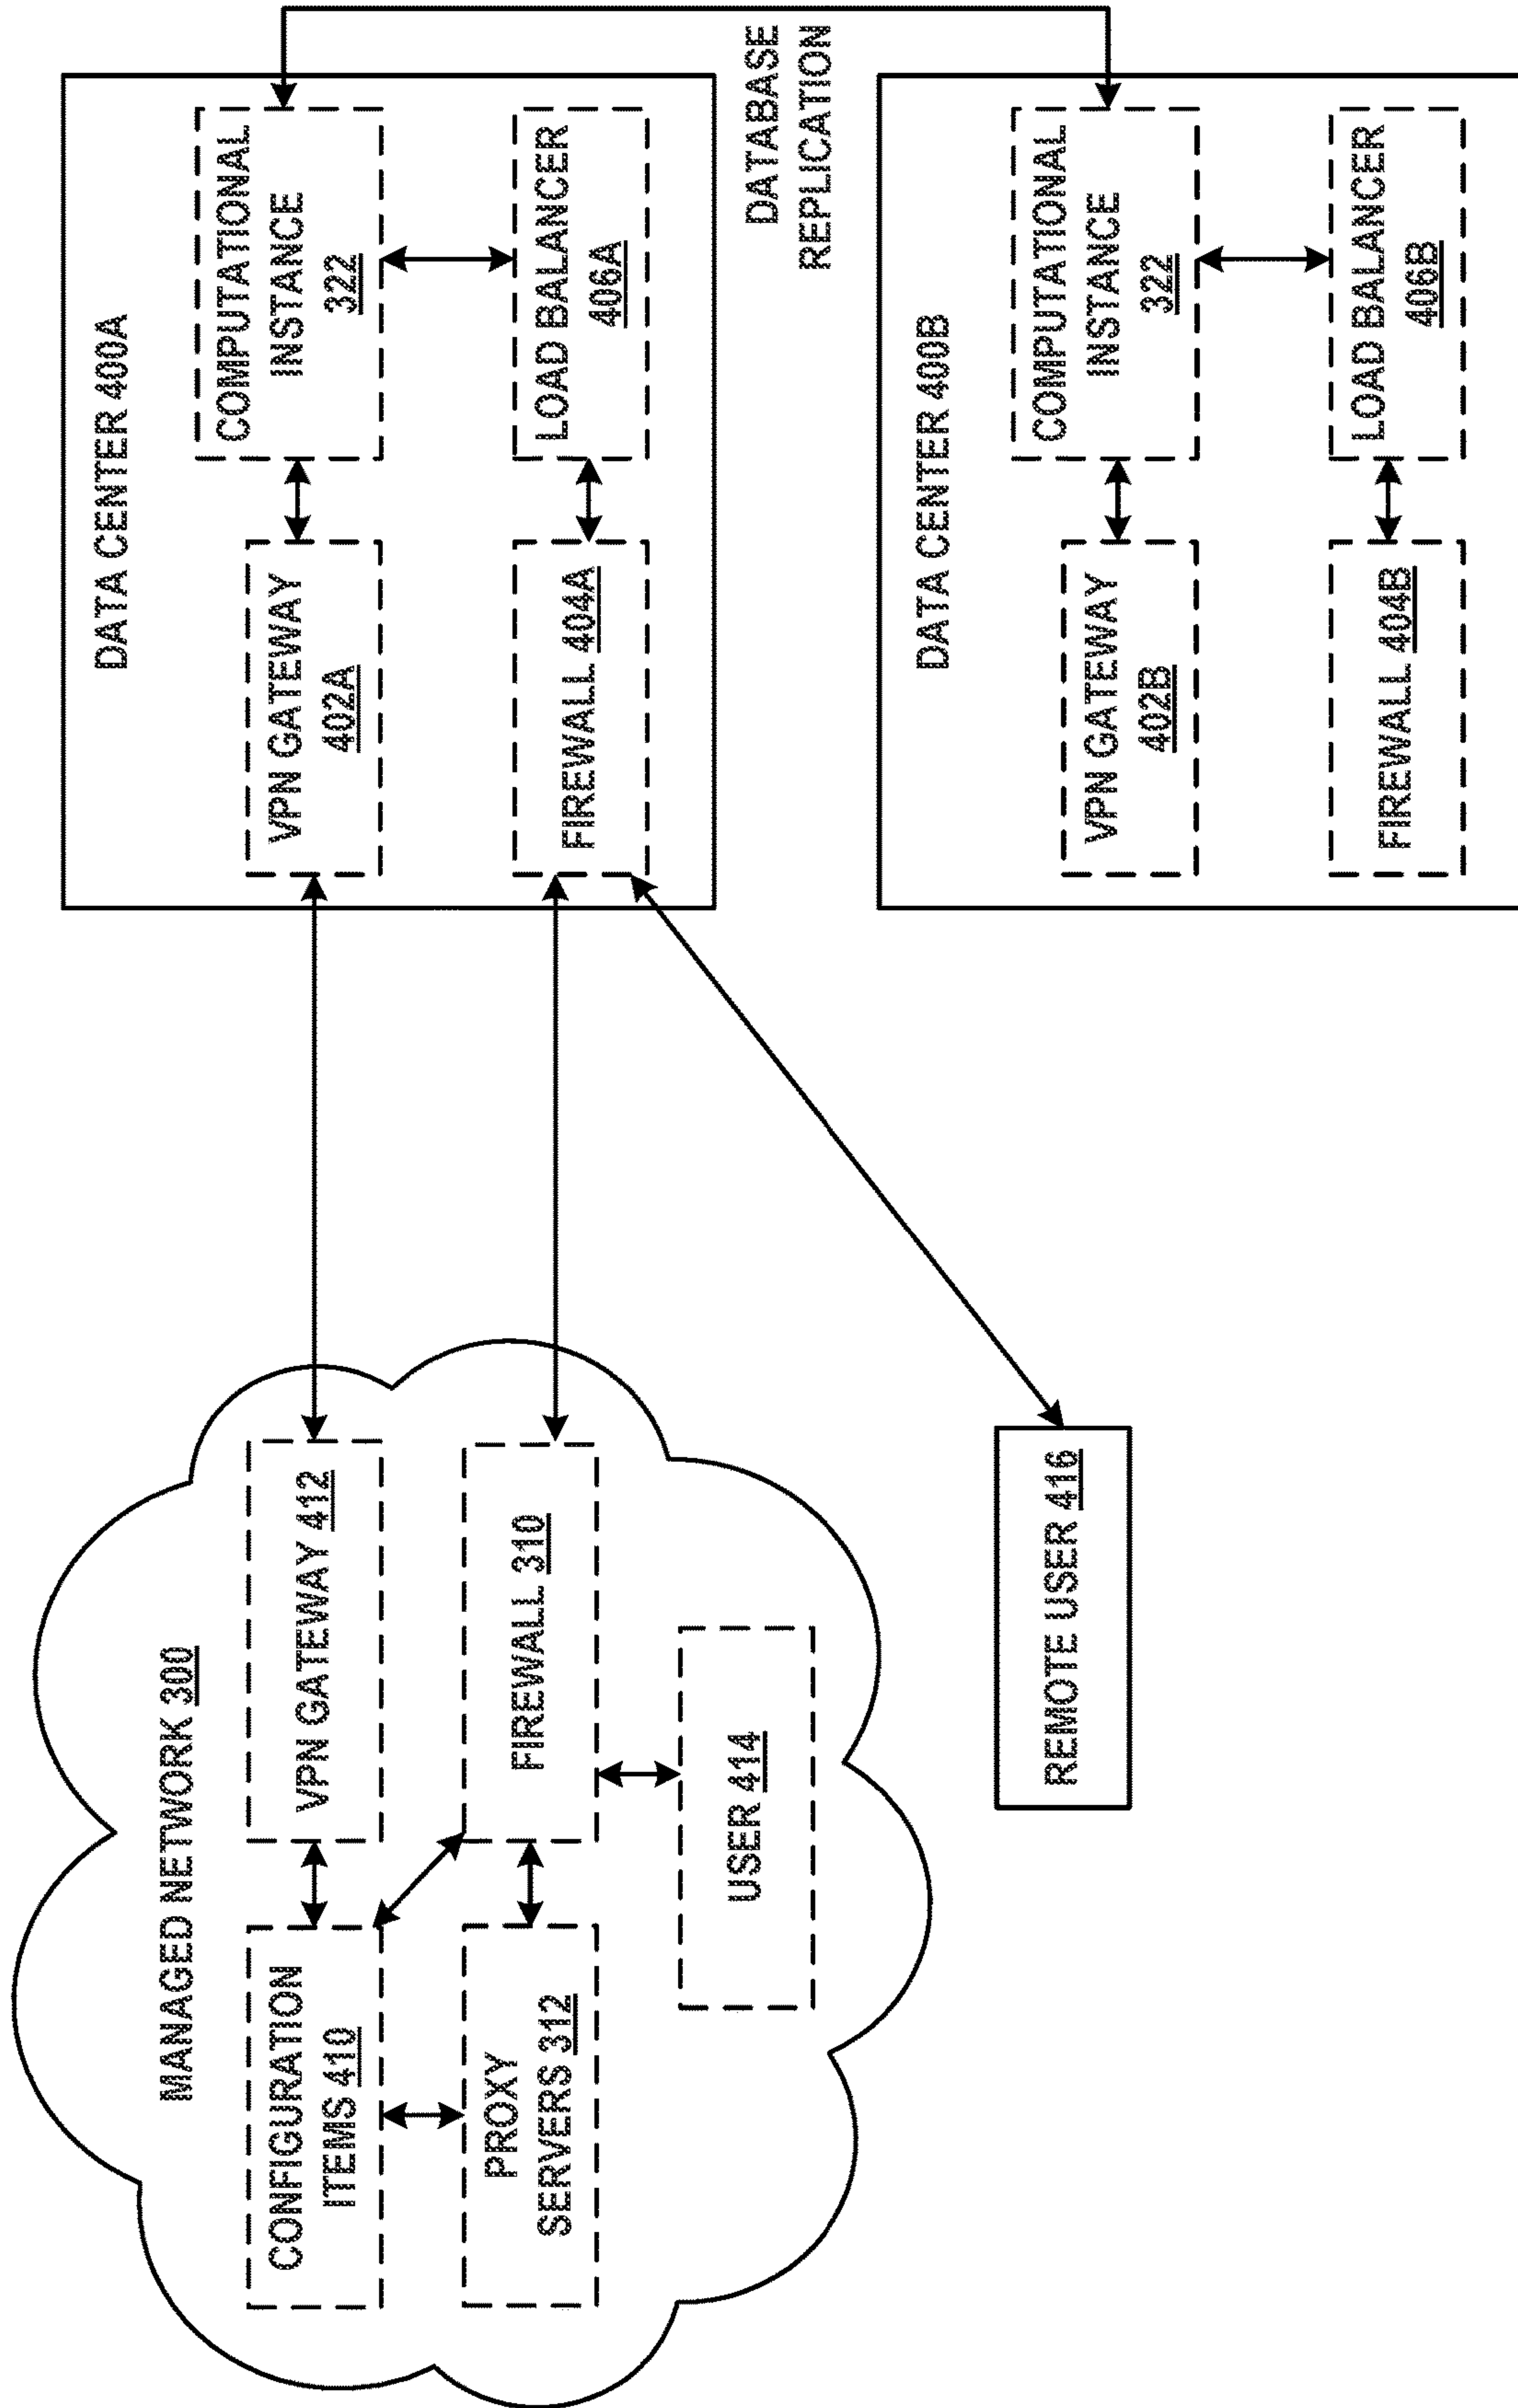 MANAGED NETWORK 300
CONFIGURATION
ITEMS 410
VPN GATEWAY 412
PROXY
SERVERS 312
FIREWALL 310
USER 414
REMOTE USER 416
DATA CENTER 400A
VPN GATEWAY
402A
COMPUTATIONAL
INSTANCE
322
FIREWALL 404A
LOAD BALANCER
406A
DATABASE
REPLICATION
DATA CENTER 400B
VPN GATEWAY
402B
COMPUTATIONAL
INSTANCE
322
FIREWALL 404B
LOAD BALANCER
406B